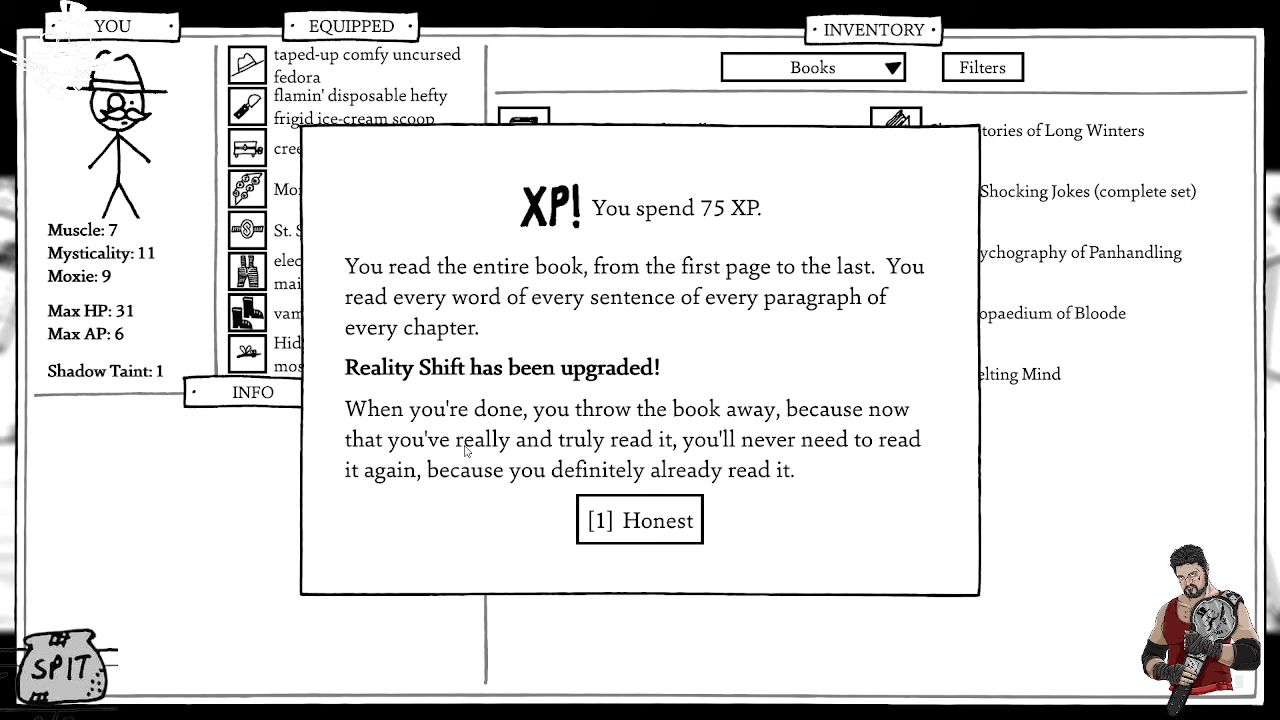 YOU
EQUIPPED
INVENTORY
taped-up comfy uncursed
fedora
flamin' disposable hefty
frigid ice-cream scoop
Books
Filters
Muscle: 7
Mysticality: 11
Moxie: 9
Max HP: 31
Max AP: 6
Shadow Taint: 1
INFO
St.
tories of Long Winters
Shocking Jokes (complete set)
ychography of Panhandling
opaedium of Bloode
elting Mind
XP! You spend 75 XP.
You read the entire book, from the first page to the last. You
read every word of every sentence of every paragraph of
every chapter.
Reality Shift has been upgraded!
When you're done, you throw the book away, because now
that you've really and truly read it, you'll never need to read
it again, because you definitely already read it.
[1] Honest
SPIT